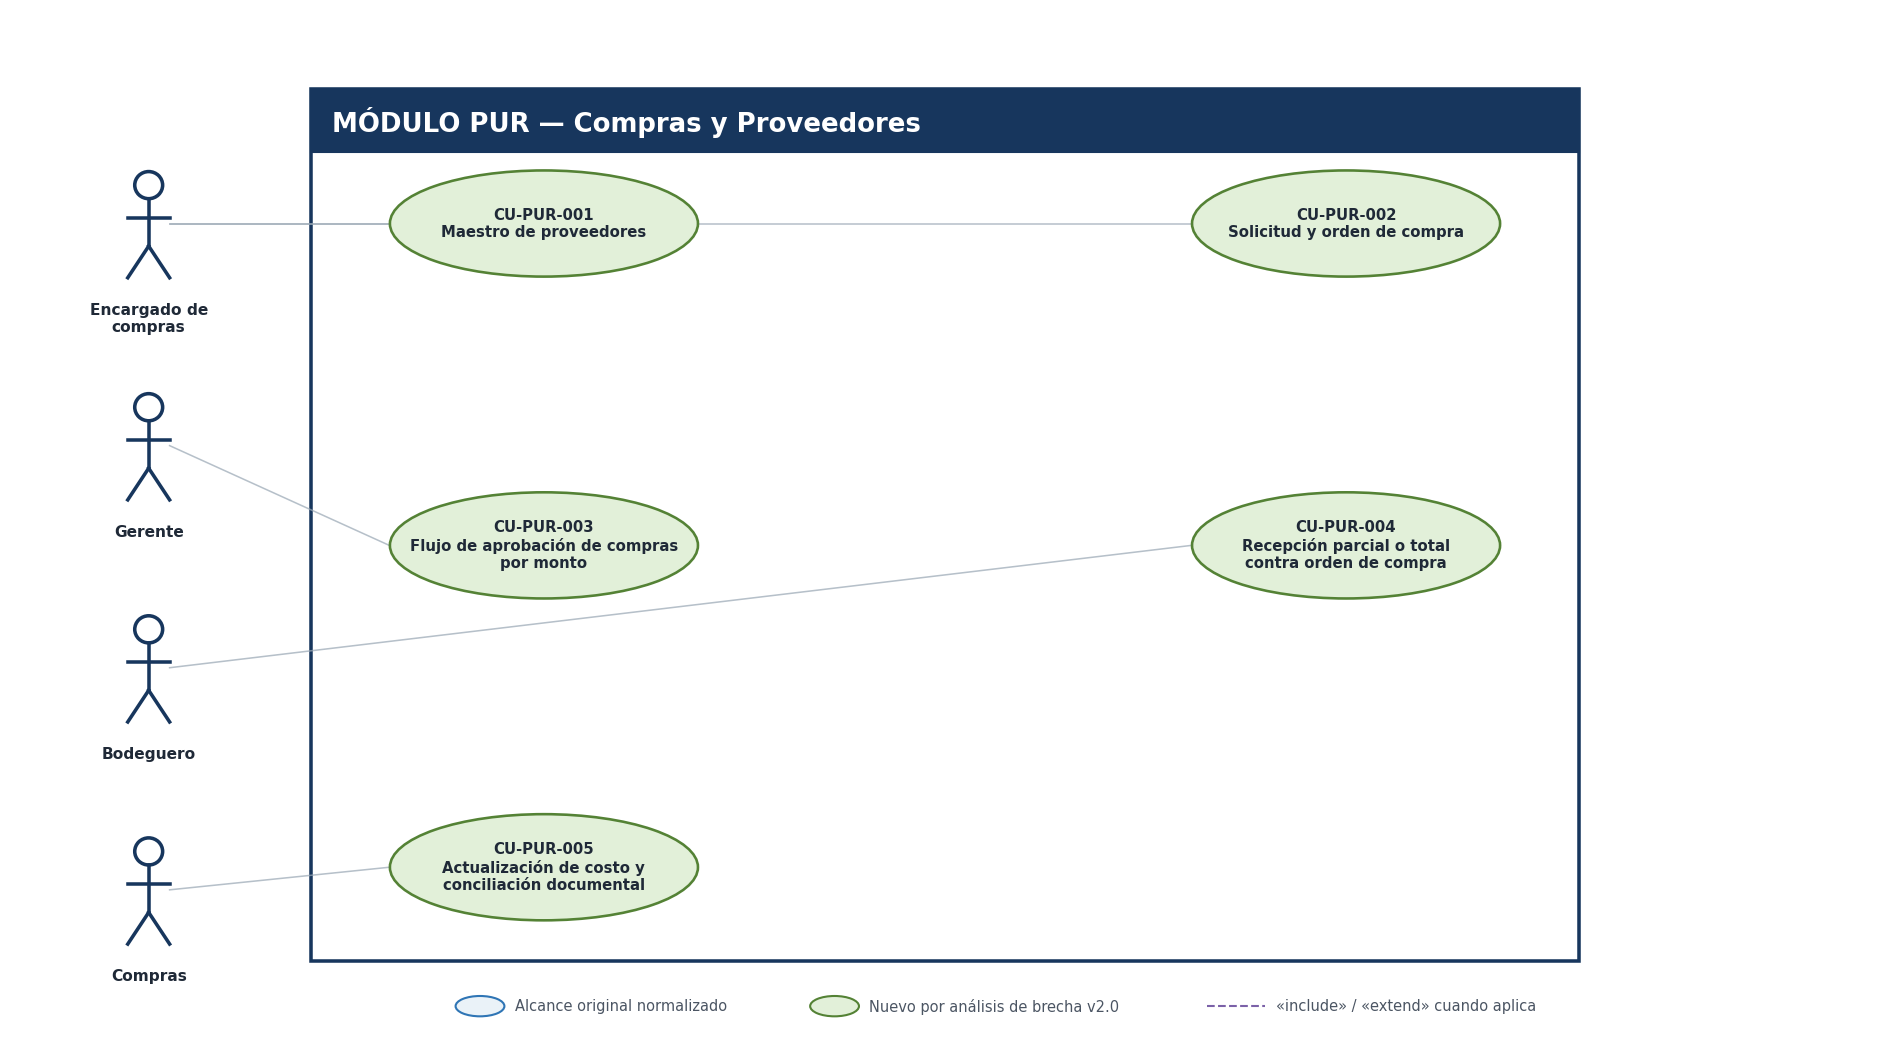 MÓDULO PUR — Compras y Proveedores
CU-PUR-001
Maestro de proveedores
CU-PUR-002
Solicitud y orden de compra
Encargado de
compras
Gerente
CU-PUR-003
Flujo de aprobación de compras
por monto
CU-PUR-004
Recepción parcial o total
contra orden de compra
Bodeguero
CU-PUR-005
Actualización de costo y
conciliación documental
Compras
Alcance original normalizado
Nuevo por análisis de brecha v2.0
«include» / «extend» cuando aplica